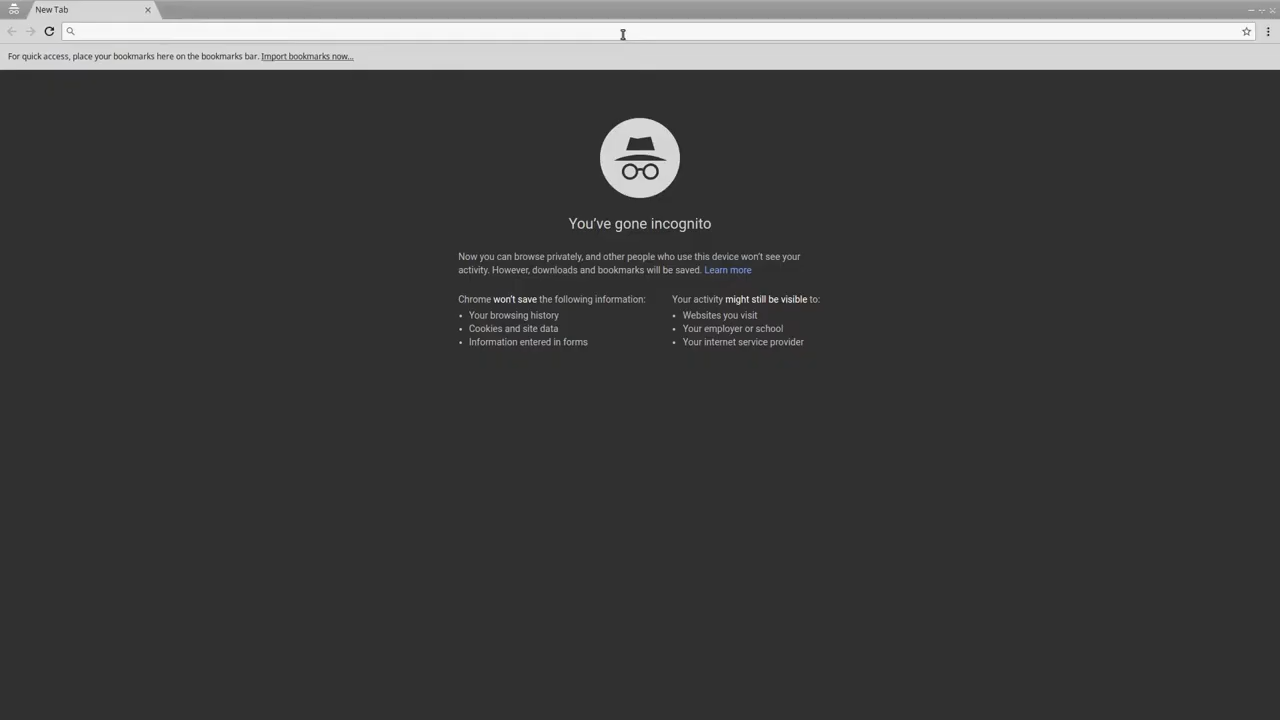 New Tab
For quick access, place your bookmarks here on the bookmarks bar. Import bookmarks now...
You've gone incognito
Now you can browse privately, and other people who use this device won't see your
activity. However, downloads and bookmarks will be saved. Learn more
Chrome won't save the following information:
• Your browsing history
• Cookies and site data
• Information entered in forms
Your activity might still be visible to:
• Websites you visit
• Your employer or school
• Your internet service provider